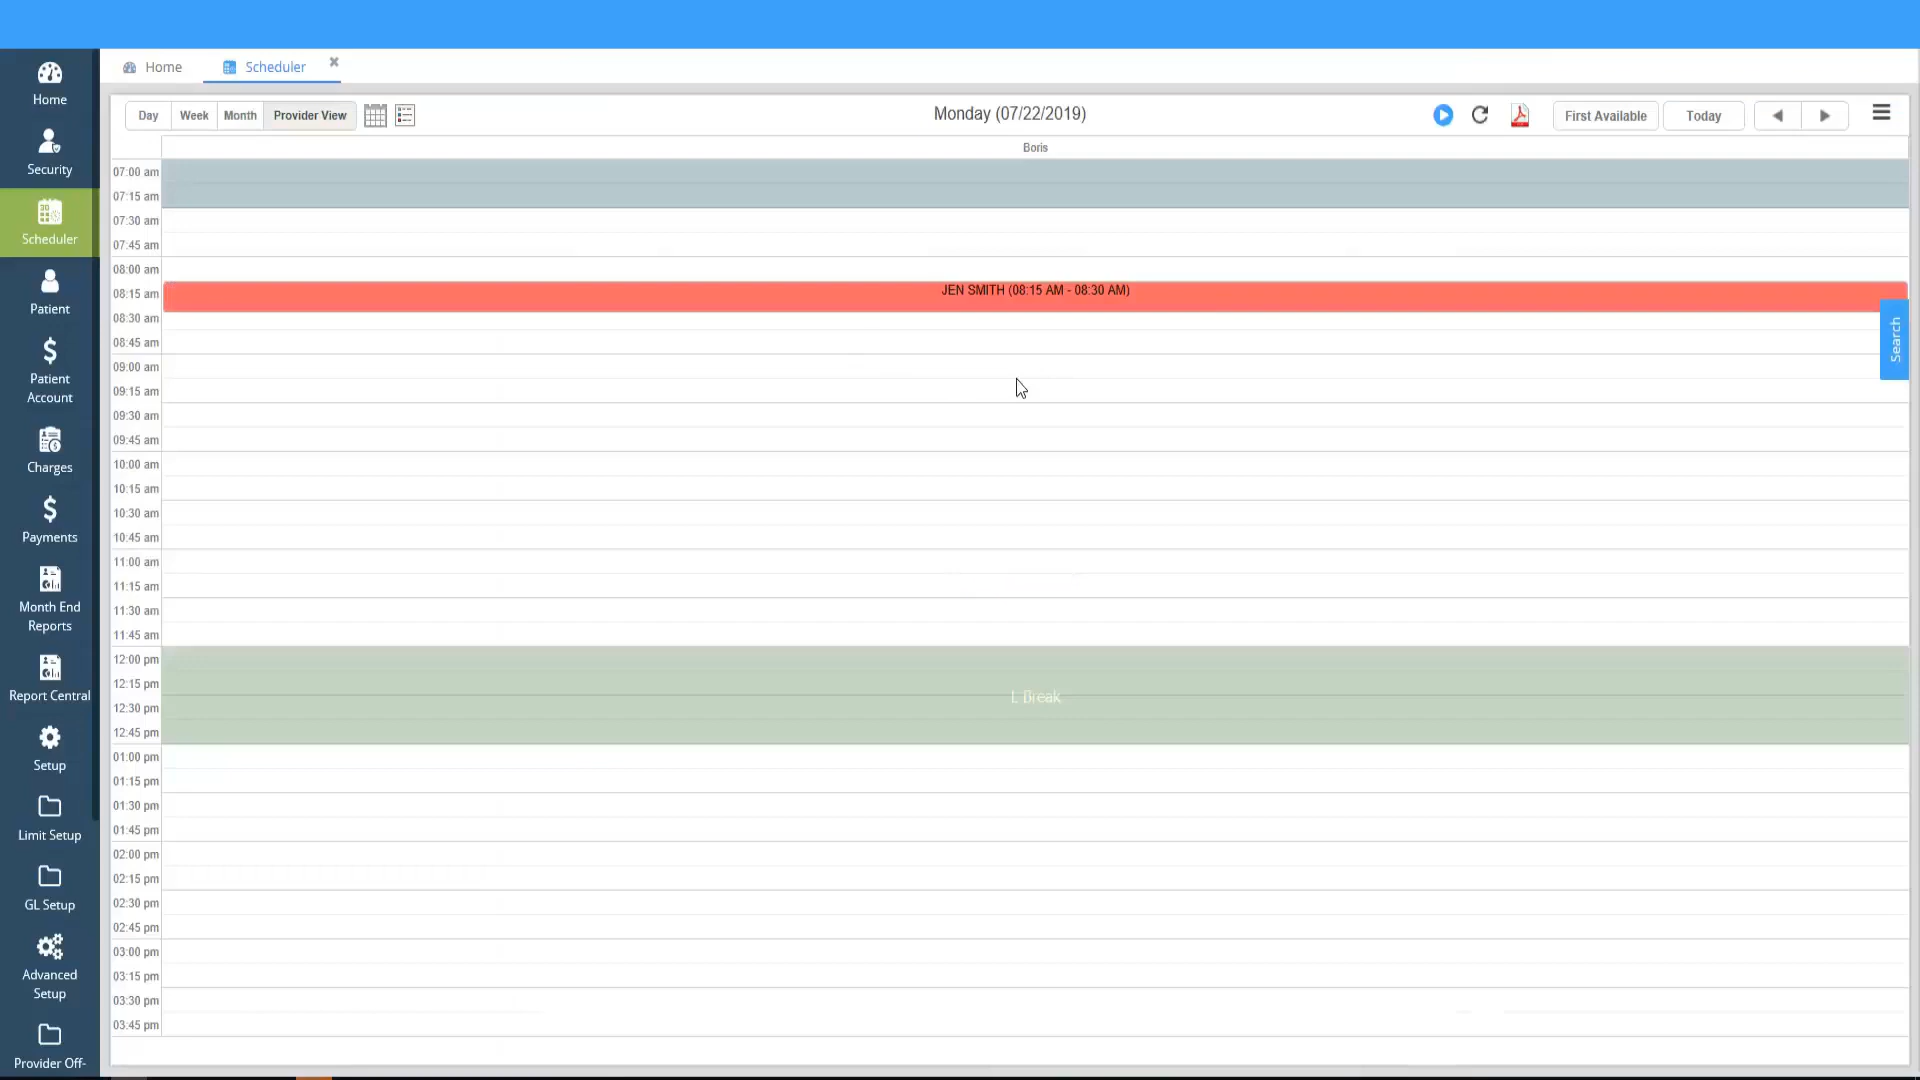 Home
Scheduler
Home
Security
Scheduler
Patient
Patient
Account
Charges
Payments
Month End
Reports
Report Central
Setup
Limit Setup
GL Setup
Advanced
Setup
Provider Off-
Day Week Month Provider View
Monday (07/22/2019)
First Available Today
Boris
07:00 am
07:15 am
07:30 am
07:45 am
08:00 am
08:15 am
JEN SMITH (08:15 AM - 08:30 AM)
08:30 am
08:45 am
09:00 am
09:15 am
09:30 am
09:45 am
10:00 am
10:15 am
10:30 am
10:45 am
11:00 am
11:15 am
11:30 am
11:45 am
12:00 pm
12:15 pm
L Break
12:30 pm
12:45 pm
01:00 pm
01:15 pm
01:30 pm
01:45 pm
02:00 pm
02:15 pm
02:30 pm
02:45 pm
03:00 pm
03:15 pm
03:30 pm
03:45 pm
Search